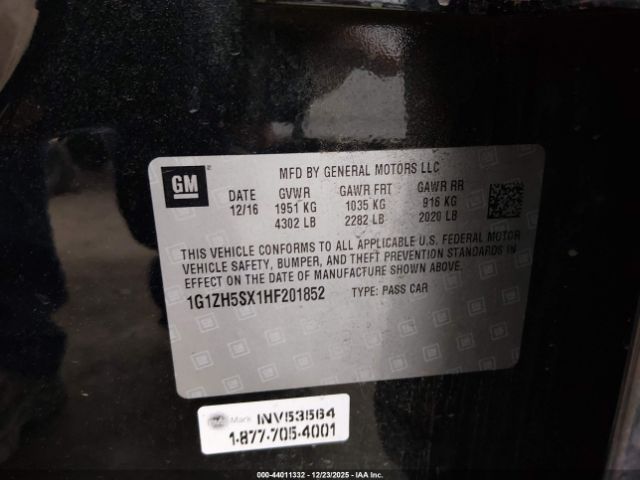 GM
MFD BY GENERAL MOTORS LLC
DATE GVWR GAWR FRT GAWR RR
12/16 1951 KG 1035 KG 916 KG
4302 LB 2282 LB 2020 LB
THIS VEHICLE CONFORMS TO ALL APPLICABLE U.S. FEDERAL MOTOR
VEHICLE SAFETY, BUMPER, AND THEFT PREVENTION STANDARDS IN
EFFECT ON THE DATE OF MANUFACTURE SHOWN ABOVE.
1G1ZH5SX1HF201852 TYPE: PASS CAR
Mark INV53564
1-877-705-4001
000-44011332 - 12/23/2025 - IAAI.COM